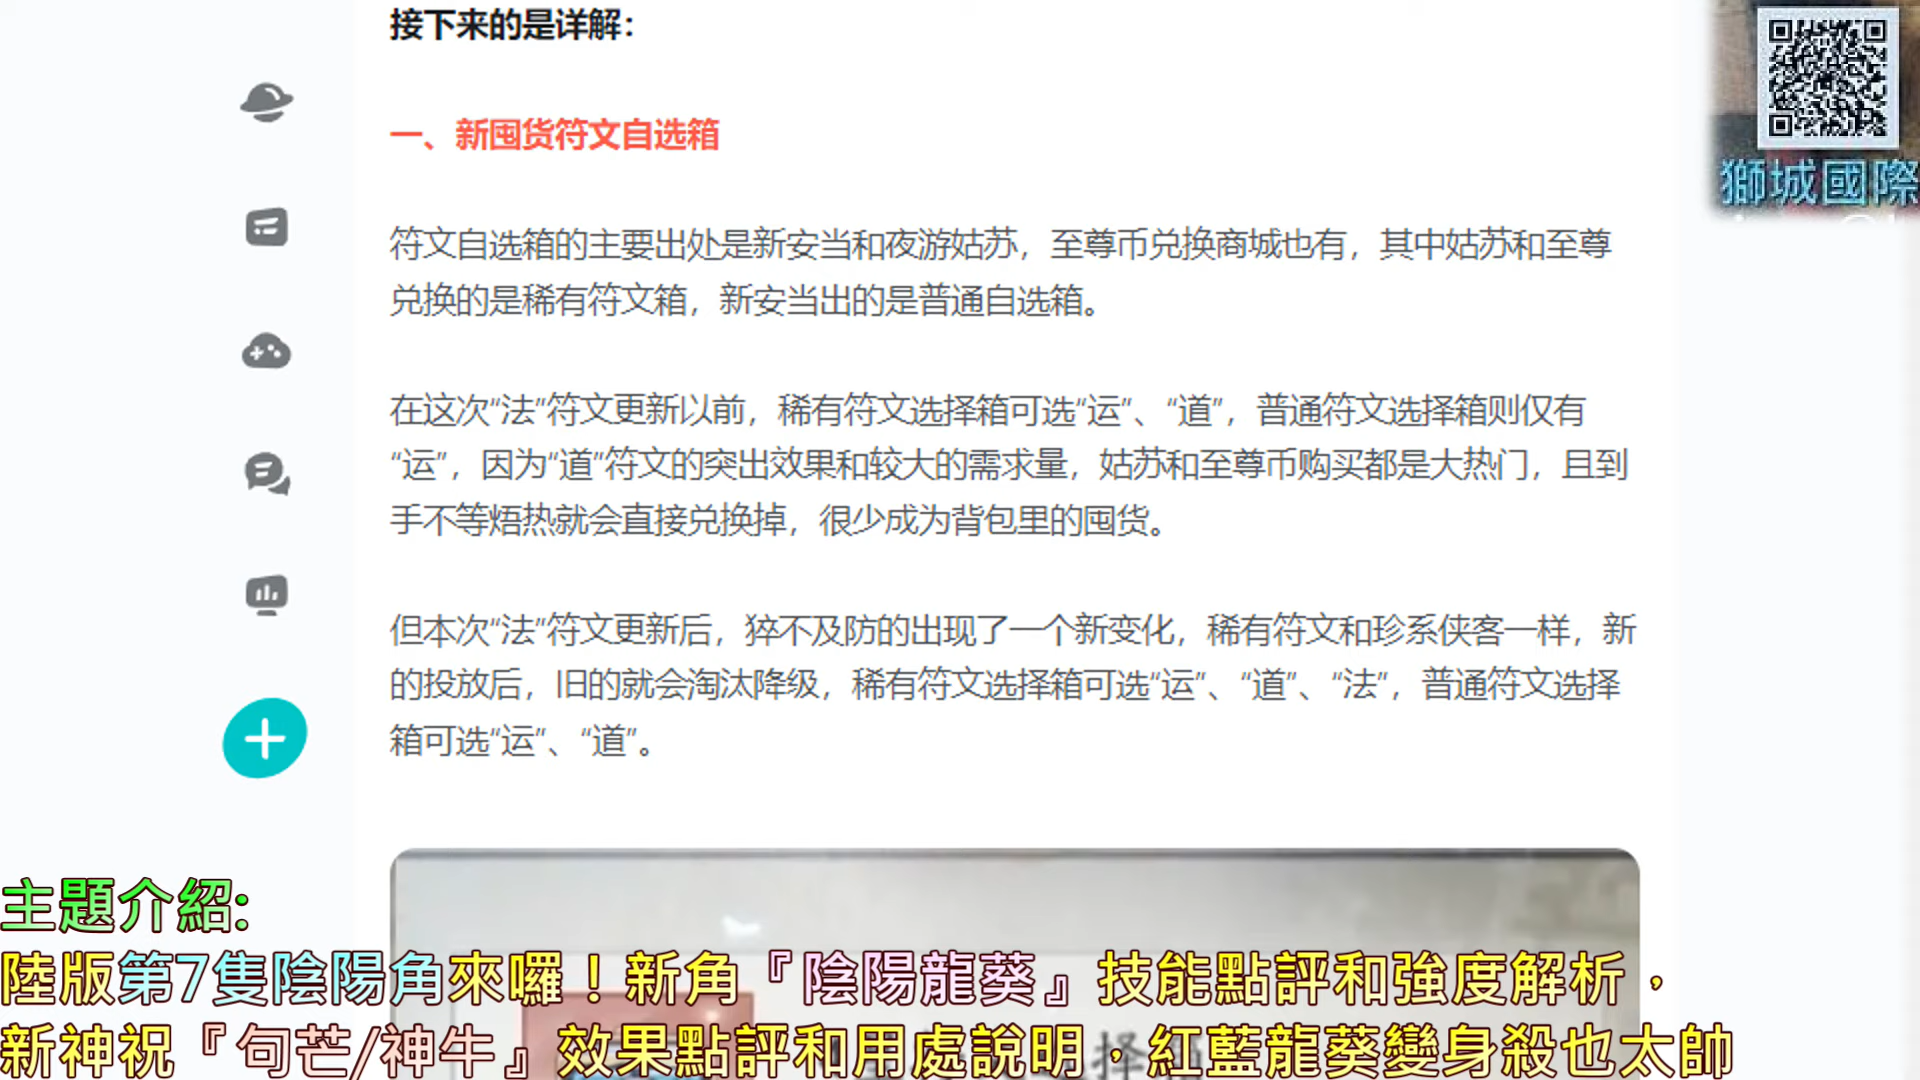 接下来的是详解：
一、新囤货符文自选箱
獅城國際
符文自选箱的主要出处是新安当和夜游姑苏，至尊币兑换商城也有，其中姑苏和至尊
兑换的是稀有符文箱，新安当出的是普通自选箱。
在这次“法”符文更新以前，稀有符文选择箱可选“运”、“道”，普通符文选择箱则仅有
“运”，因为“道”符文的突出效果和较大的需求量，姑苏和至尊币购买都是大热门，且到
手不等焐热就会直接兑换掉，很少成为背包里的囤货。
但本次“法”符文更新后，猝不及防的出现了一个新变化，稀有符文和珍系侠客一样，新
的投放后，旧的就会淘汰降级，稀有符文选择箱可选“运”、“道”、“法”，普通符文选择
箱可选“运”、“道”。
主題介紹:
陸版第7隻陰陽角來囉！新角『陰陽龍葵』技能點評和強度解析，
新神祝『句芒/神牛』效果點評和用處說明，紅藍龍葵變身殺也太帥
择